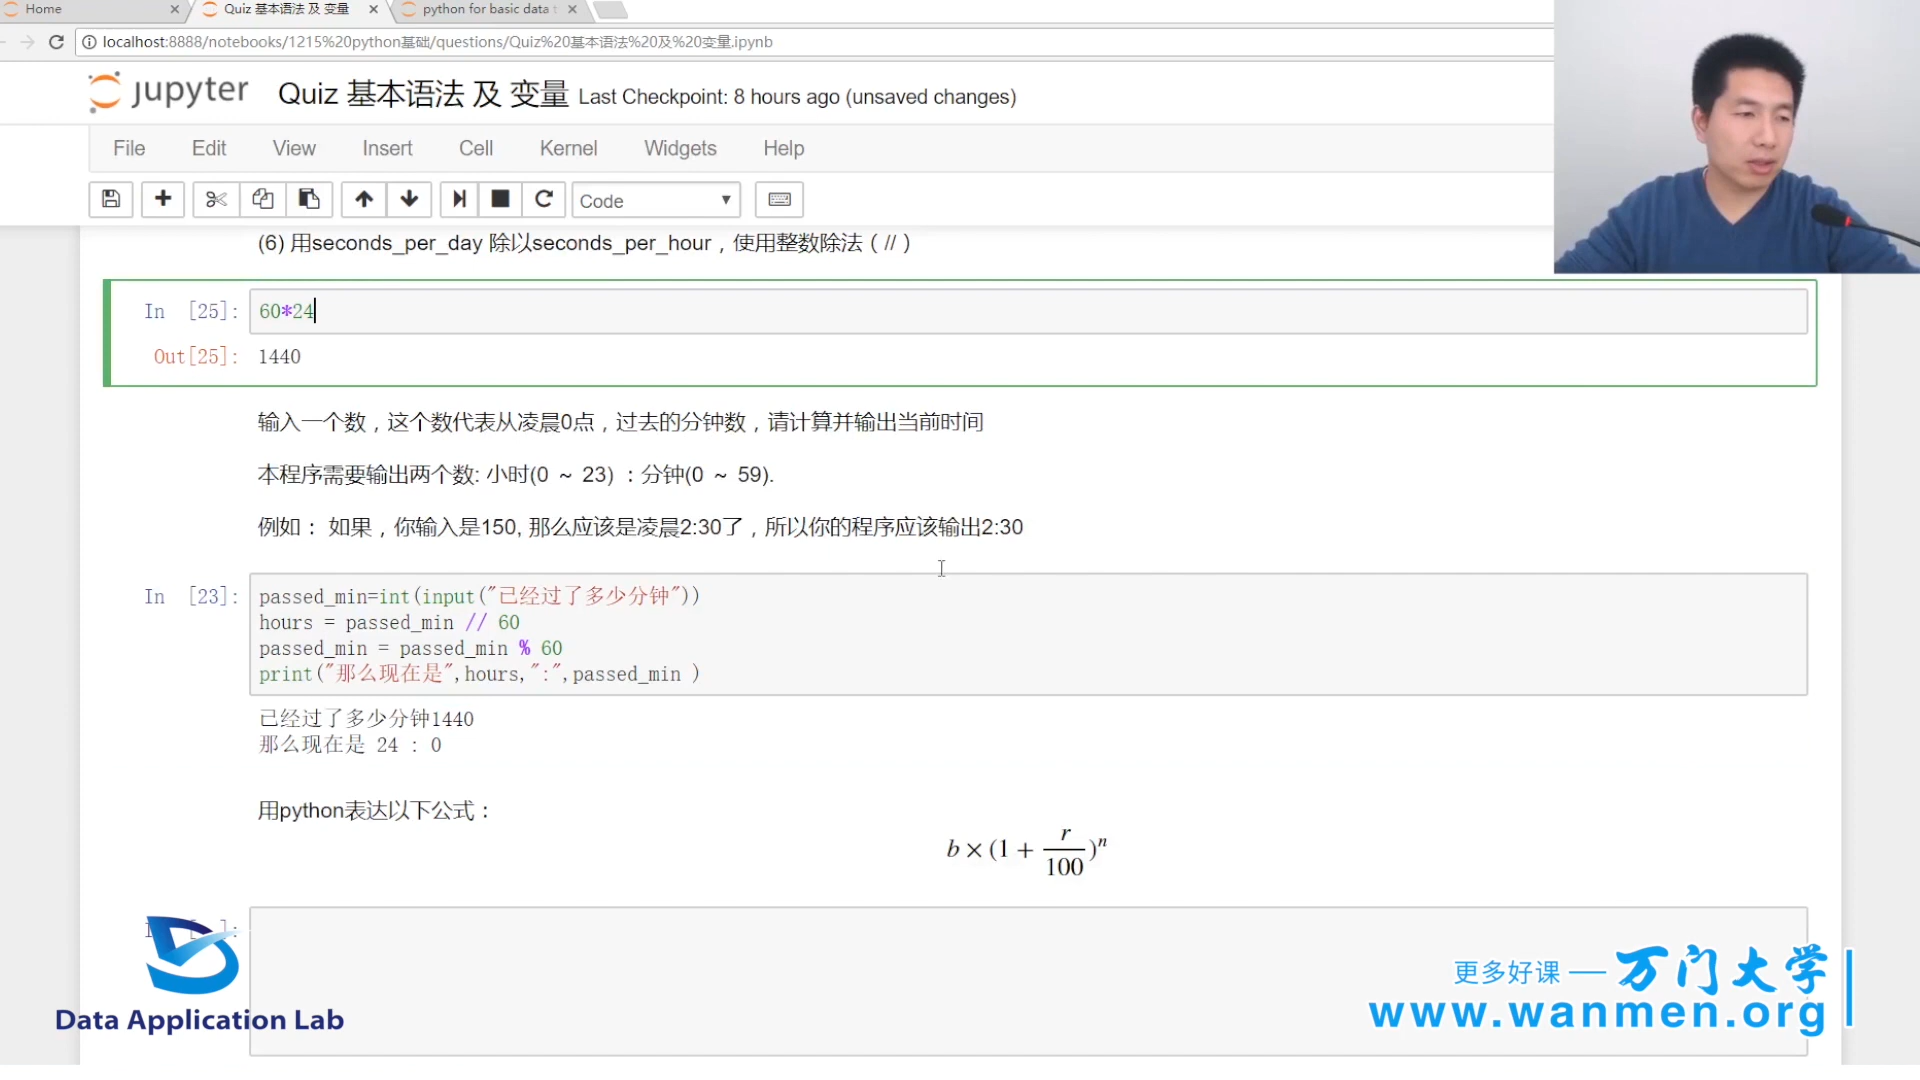 Home
Quiz 基本语法 及 变量
python for basic data t
localhost:8888/notebooks/1215%20python基础/questions/Quiz%20基本语法%20及%20变量.ipynb
jupyter Quiz 基本语法 及 变量 Last Checkpoint: 8 hours ago (unsaved changes)
File Edit View Insert Cell Kernel Widgets Help
Code
(6) 用seconds_per_day 除以seconds_per_hour，使用整数除法（ // ）
In [25]: 60*24
Out[25]: 1440
输入一个数，这个数代表从凌晨0点，过去的分钟数，请计算并输出当前时间
本程序需要输出两个数: 小时(0 ~ 23)：分钟(0 ~ 59).
例如： 如果，你输入是150, 那么应该是凌晨2:30了，所以你的程序应该输出2:30
In [23]: passed_min=int(input("已经过了多少分钟"))
hours = passed_min // 60
passed_min = passed_min % 60
print("那么现在是",hours,":",passed_min )
已经过了多少分钟1440
那么现在是 24 : 0
用python表达以下公式：
b × (1 + r/100)^n
Data Application Lab
更多好课 — 万门大学
www.wanmen.org